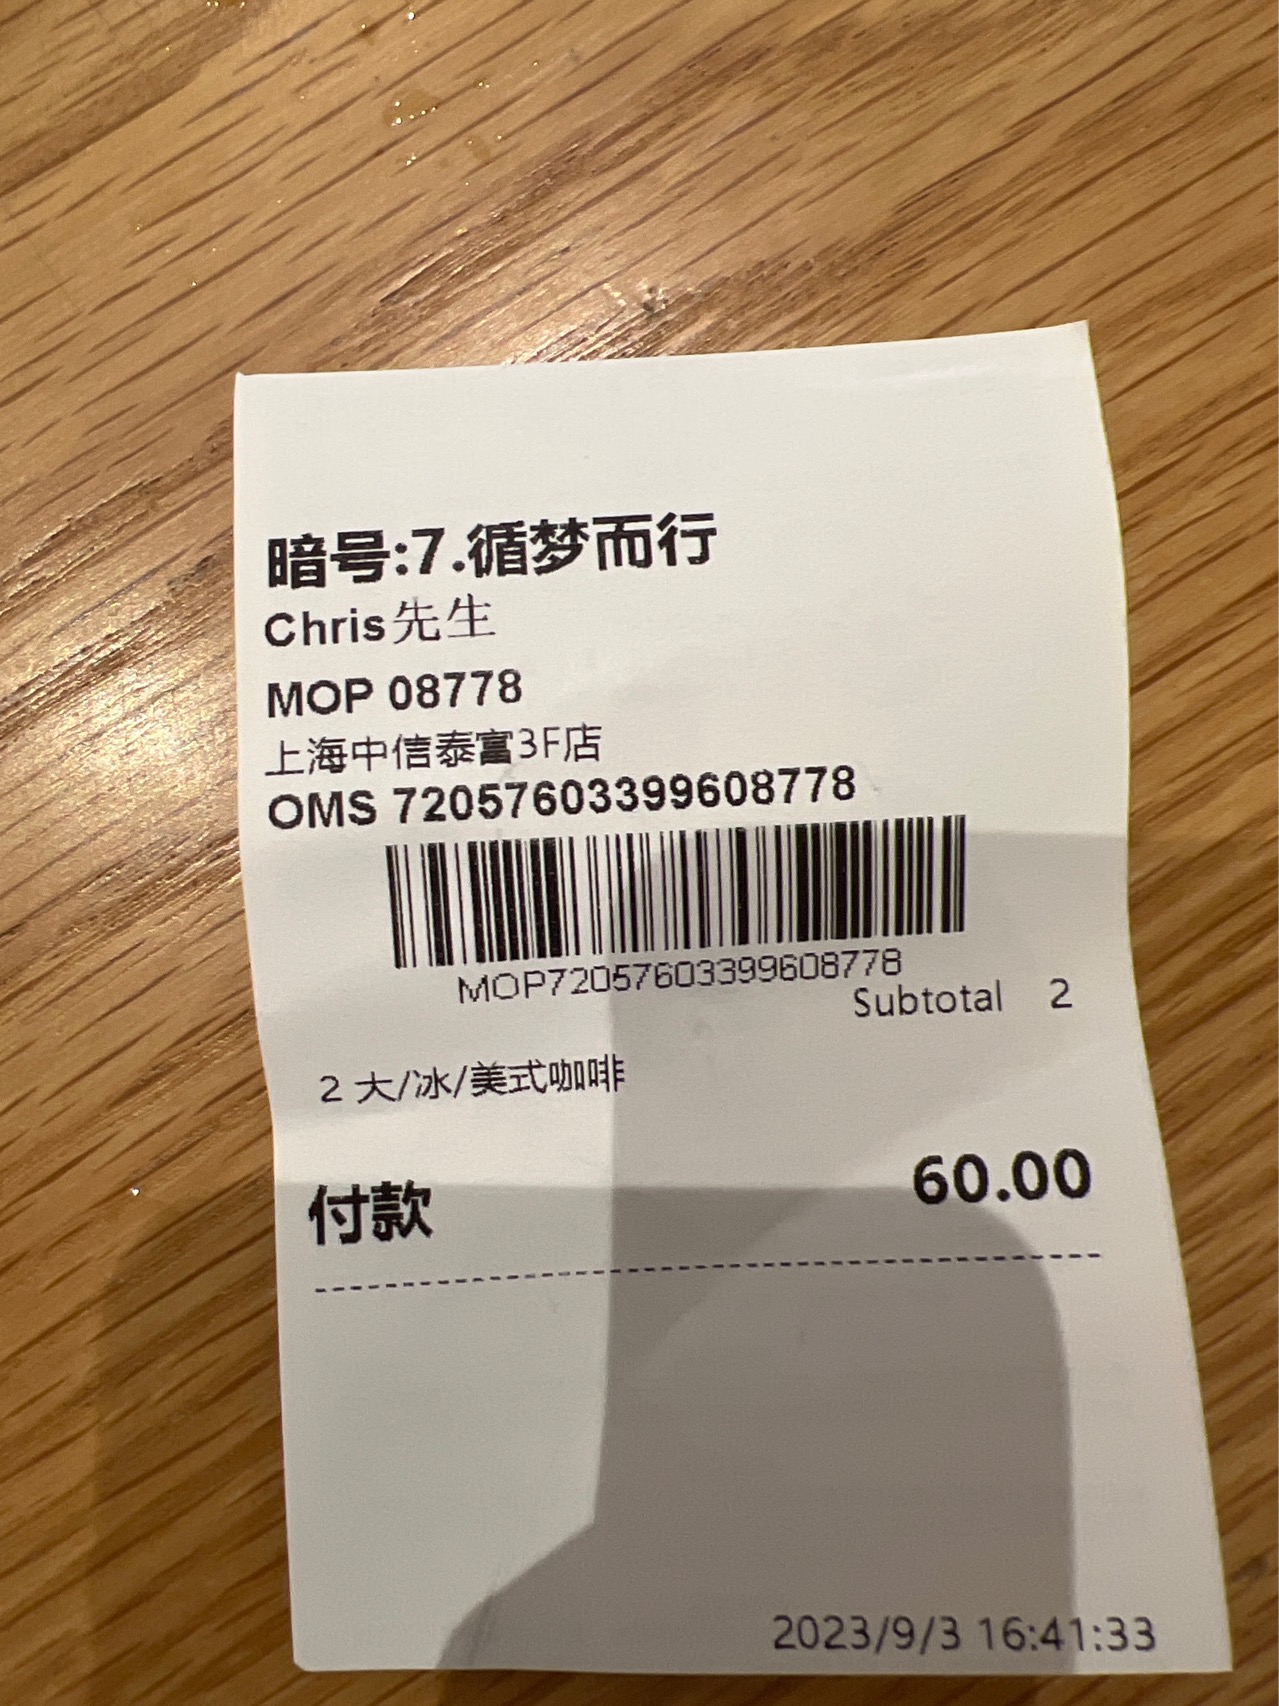 暗号:7.循梦而行
Chris先生
MOP 08778
上海中信泰富3F店
OMS 72057603399608778
MOP72057603399608778
Subtotal 2
2 大/冰/美式咖啡
付款 60.00
2023/9/3 16:41:33